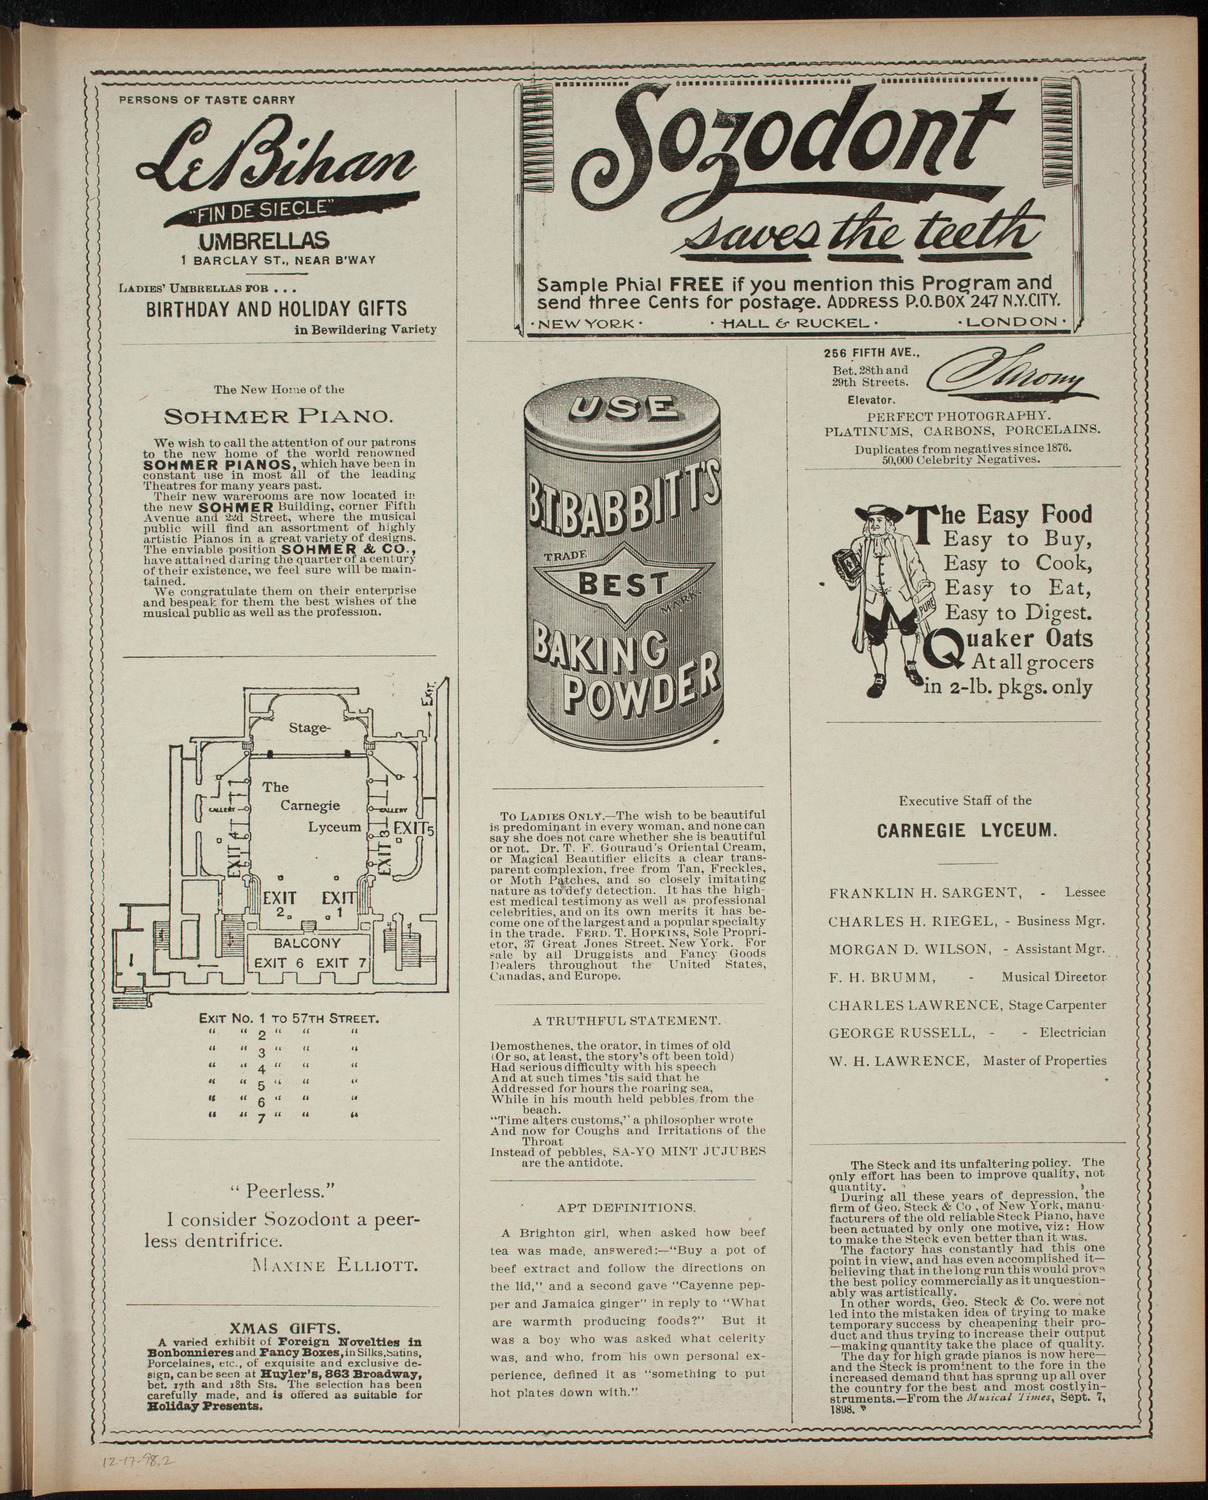 PERSONS OF TASTE CARRY
Le Bihan
"FIN DE SIECLE"
UMBRELLAS
1 BARCLAY ST., NEAR B'WAY
LADIES' UMBRELLAS FOR . . .
BIRTHDAY AND HOLIDAY GIFTS
in Bewildering Variety
The New Home of the
SOHMER PIANO.
We wish to call the attention of our patrons
to the new home of the world renowned
SOHMER PIANOS, which have been in
constant use in most all of the leading
Theatres for many years past.
Their new warerooms are now located in
the new SOHMER Building, corner Fifth
Avenue and 22d Street, where the musical
public will find an assortment of highly
artistic Pianos in a great variety of designs.
The enviable position SOHMER & CO.,
have attained during the quarter of a century
of their existence, we feel sure will be main-
tained.
We congratulate them on their enterprise
and bespeak for them the best wishes of the
musical public as well as the profession.
EXIT
Stage-
The
Carnegie
Lyceum
GALLERY
GALLERY
EXIT 4
EXIT 3
EXIT 5
EXIT EXIT
2. 1
BALCONY
EXIT 6 EXIT 7
EXIT NO. 1 TO 57TH STREET.
" " 2 " " "
" " 3 " " "
" " 4 " " "
" " 5 " " "
" " 6 " " "
" " 7 " " "
" Peerless."
I consider Sozodont a peer-
less dentrifrice.
MAXINE ELLIOTT.
XMAS GIFTS.
A varied exhibit of Foreign Novelties in
Bonbonnieres and Fancy Boxes, in Silks, Satins,
Porcelaines, etc., of exquisite and exclusive de-
sign, can be seen at Huyler's, 863 Broadway,
bet. 17th and 18th Sts. The selection has been
carefully made, and is offered as suitable for
Holiday Presents.
Sozodont
saves the teeth
Sample Phial FREE if you mention this Program and
send three Cents for postage. ADDRESS P.O. BOX 247 N.Y. CITY.
· NEW YORK · · HALL & RUCKEL · · LONDON ·
USE
B.T. BABBITT'S
TRADE
BEST
MARK
BAKING
POWDER
TO LADIES ONLY.—The wish to be beautiful
is predominant in every woman, and none can
say she does not care whether she is beautiful
or not. Dr. T. F. Gouraud's Oriental Cream,
or Magical Beautifier elicits a clear trans-
parent complexion, free from Tan, Freckles,
or Moth Patches, and so closely imitating
nature as to defy detection. It has the high-
est medical testimony as well as professional
celebrities, and on its own merits it has be-
come one of the largest and a popular specialty
in the trade. FERD. T. HOPKINS, Sole Propri-
etor, 37 Great Jones Street, New York. For
sale by all Druggists and Fancy Goods
Dealers throughout the United States,
Canadas, and Europe.
A TRUTHFUL STATEMENT.
Demosthenes, the orator, in times of old
(Or so, at least, the story's oft been told)
Had serious difficulty with his speech
And at such times 'tis said that he
Addressed for hours the roaring sea,
While in his mouth held pebbles from the
beach.
"Time alters customs," a philosopher wrote
And now for Coughs and Irritations of the
Throat
Instead of pebbles, SA-YO MINT JUJUBES
are the antidote.
APT DEFINITIONS.
A Brighton girl, when asked how beef
tea was made, answered:—"Buy a pot of
beef extract and follow the directions on
the lid," and a second gave "Cayenne pep-
per and Jamaica ginger" in reply to "What
are warmth producing foods?" But it
was a boy who was asked what celerity
was, and who, from his own personal ex-
perience, defined it as "something to put
hot plates down with."
256 FIFTH AVE.,
Bet. 28th and
29th Streets.
Elevator.
Sarony
PERFECT PHOTOGRAPHY.
PLATINUMS, CARBONS, PORCELAINS.
Duplicates from negatives since 1876.
50,000 Celebrity Negatives.
PURE
The Easy Food
Easy to Buy,
Easy to Cook,
Easy to Eat,
Easy to Digest.
Quaker Oats
At all grocers
in 2-lb. pkgs. only
Executive Staff of the
CARNEGIE LYCEUM.
FRANKLIN H. SARGENT, - Lessee
CHARLES H. RIEGEL, - Business Mgr.
MORGAN D. WILSON, - Assistant Mgr.
F. H. BRUMM, - Musical Director
CHARLES LAWRENCE, Stage Carpenter
GEORGE RUSSELL, - - Electrician
W. H. LAWRENCE, Master of Properties
The Steck and its unfaltering policy. The
only effort has been to improve quality, not
quantity.
During all these years of depression, the
firm of Geo. Steck & Co , of New York, manu-
facturers of the old reliable Steck Piano, have
been actuated by only one motive, viz: How
to make the Steck even better than it was.
The factory has constantly had this one
point in view, and has even accomplished it—
believing that in the long run this would prove
the best policy commercially as it unquestion-
ably was artistically.
In other words, Geo. Steck & Co. were not
led into the mistaken idea of trying to make
temporary success by cheapening their pro-
duct and thus trying to increase their output
—making quantity take the place of quality.
The day for high grade pianos is now here—
and the Steck is prominent to the fore in the
increased demand that has sprung up all over
the country for the best and most costly in-
struments.—From the Musical Times, Sept. 7,
1898.
12-17-98,2